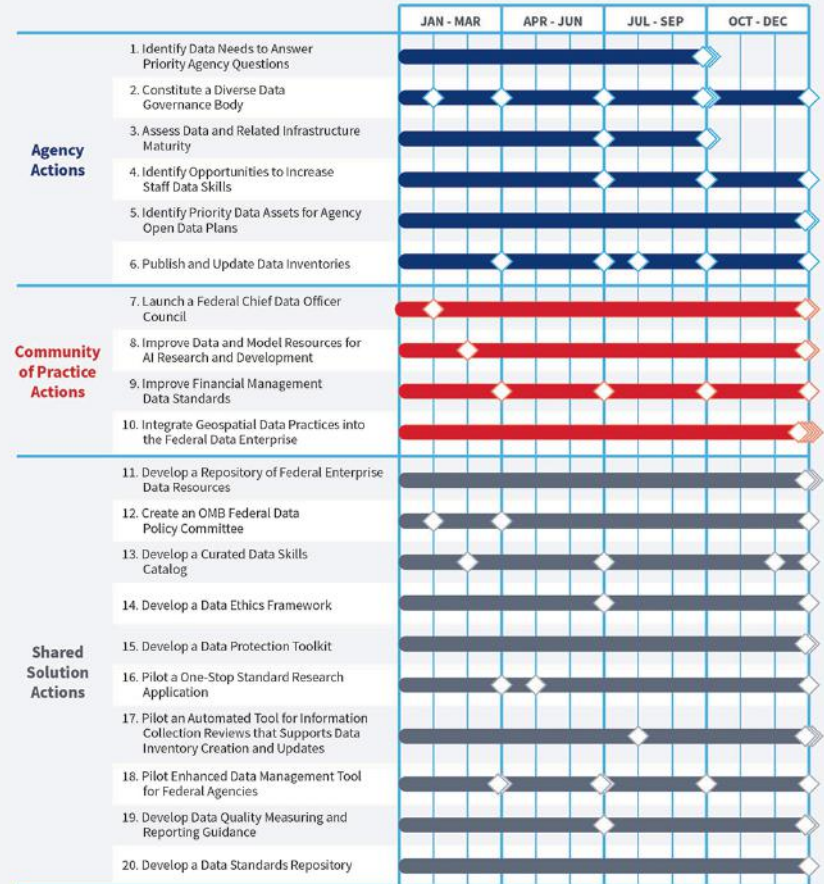 JAN - MAR APR - JUN JUL - SEP OCT - DEC
Agency
Actions
1. Identify Data Needs to Answer
Priority Agency Questions
2. Constitute a Diverse Data
Governance Body
3. Assess Data and Related Infrastructure
Maturity
4. Identify Opportunities to Increase
Staff Data Skills
5. Identify Priority Data Assets for Agency
Open Data Plans
6. Publish and Update Data Inventories
Community
of Practice
Actions
7. Launch a Federal Chief Data Officer
Council
8. Improve Data and Model Resources for
AI Research and Development
9. Improve Financial Management
Data Standards
10. Integrate Geospatial Data Practices into
the Federal Data Enterprise
Shared
Solution
Actions
11. Develop a Repository of Federal Enterprise
Data Resources
12. Create an OMB Federal Data
Policy Committee
13. Develop a Curated Data Skills
Catalog
14. Develop a Data Ethics Framework
15. Develop a Data Protection Toolkit
16. Pilot a One-Stop Standard Research
Application
17. Pilot an Automated Tool for Information
Collection Reviews that Supports Data
Inventory Creation and Updates
18. Pilot Enhanced Data Management Tool
for Federal Agencies
19. Develop Data Quality Measuring and
Reporting Guidance
20. Develop a Data Standards Repository